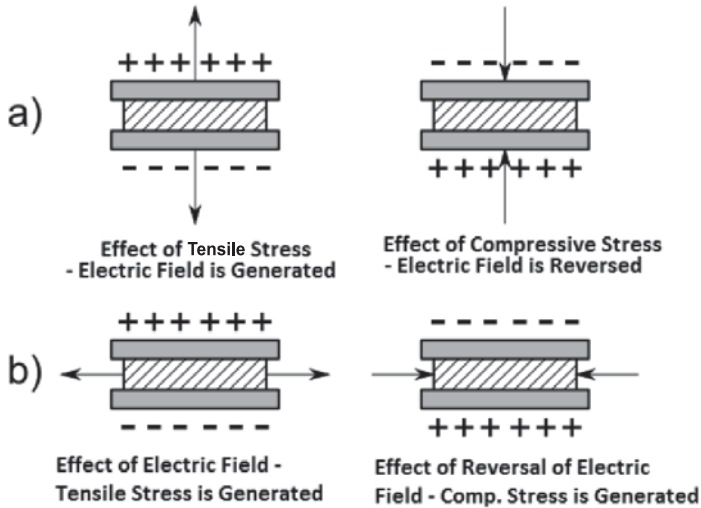 a)
+ + + + + +
- - - - - -
- - - - - -
+ + + + + +
Effect of Tensile Stress
- Electric Field is Generated
Effect of Compressive Stress
- Electric Field is Reversed
b)
+ + + + + +
- - - - - -
- - - - - -
+ + + + + +
Effect of Electric Field -
Tensile Stress is Generated
Effect of Reversal of Electric
Field - Comp. Stress is Generated